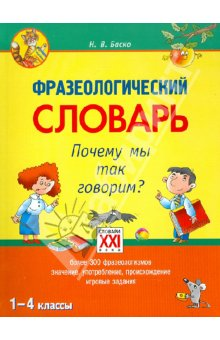 Н. В. Баско
ФРАЗЕОЛОГИЧЕСКИЙ
СЛОВАРЬ
Почему мы
так
говорим?
СЛОВАРИ
XXI
ВЕКА
более 300 фразеологизмов
значение, употребление, происхождение
игровые задания
1–4 классы